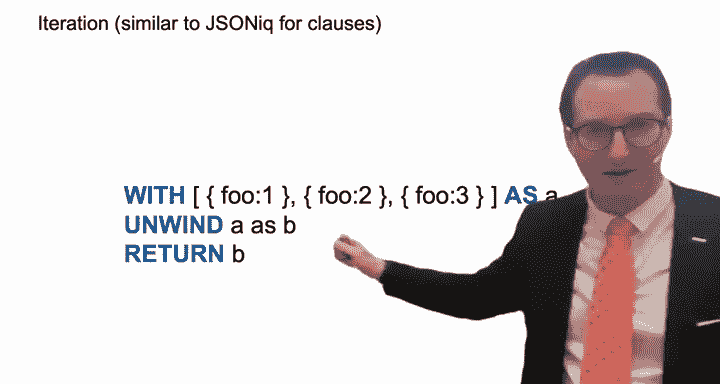 Iteration (similar to JSONiq for clauses)
WITH [ { foo:1 }, { foo:2 }, { foo:3 } ] AS a
UNWIND a as b
RETURN b